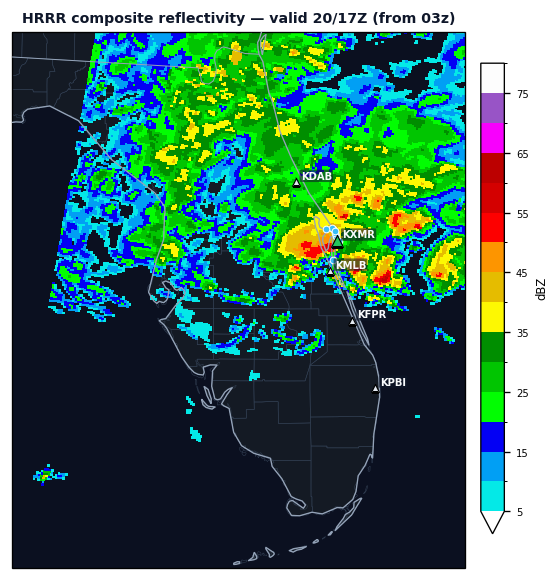 HRRR composite reflectivity — valid 20/17Z (from 03z)
KDAB
KXMR
KMLB
KFPR
KPBI
75
65
55
45
35
25
15
5
dBZ